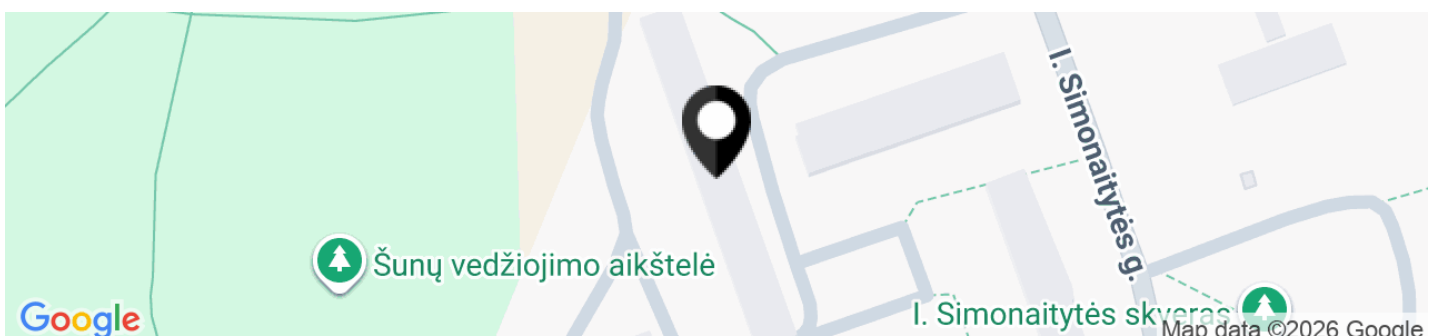 I. Simonaitytės g.
Šunų vedžiojimo aikštelė
I. Simonaitytės skveras
Google
Map data ©2026 Google